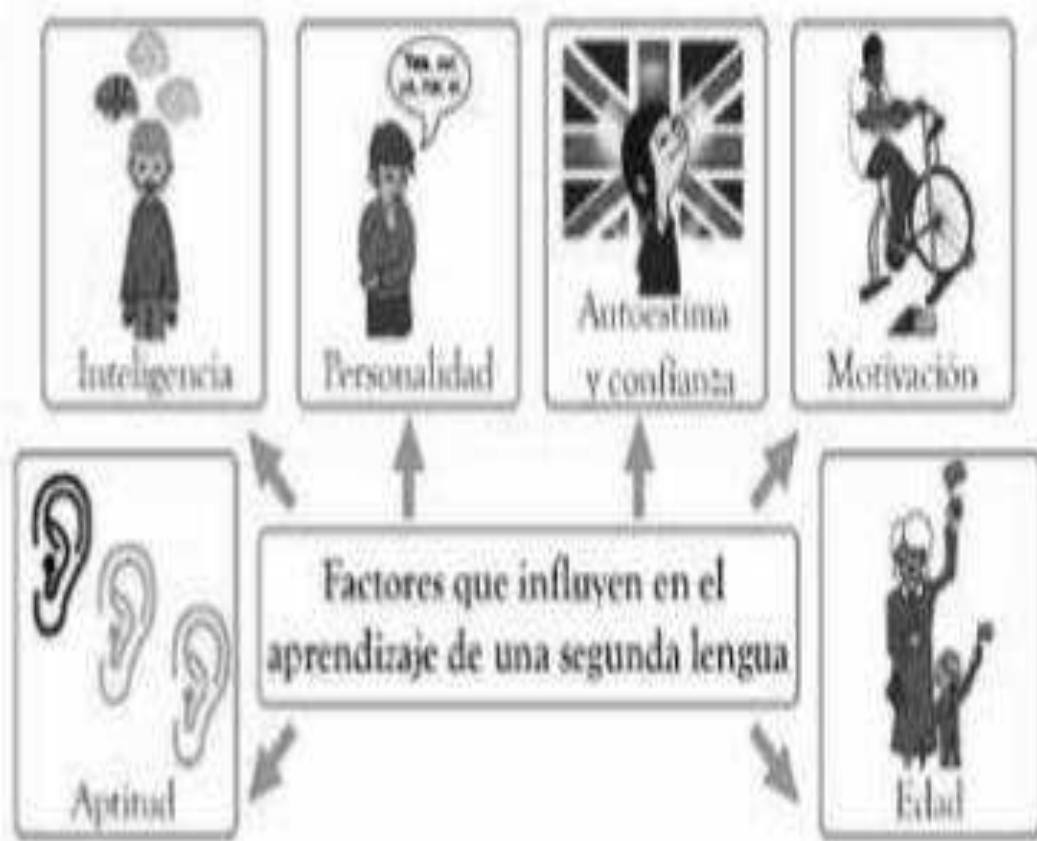 Inteligencia
Personalidad
Autoestima
y confianza
Motivación
Factores que influyen en el
aprendizaje de una segunda lengua
Aptitud
Edad